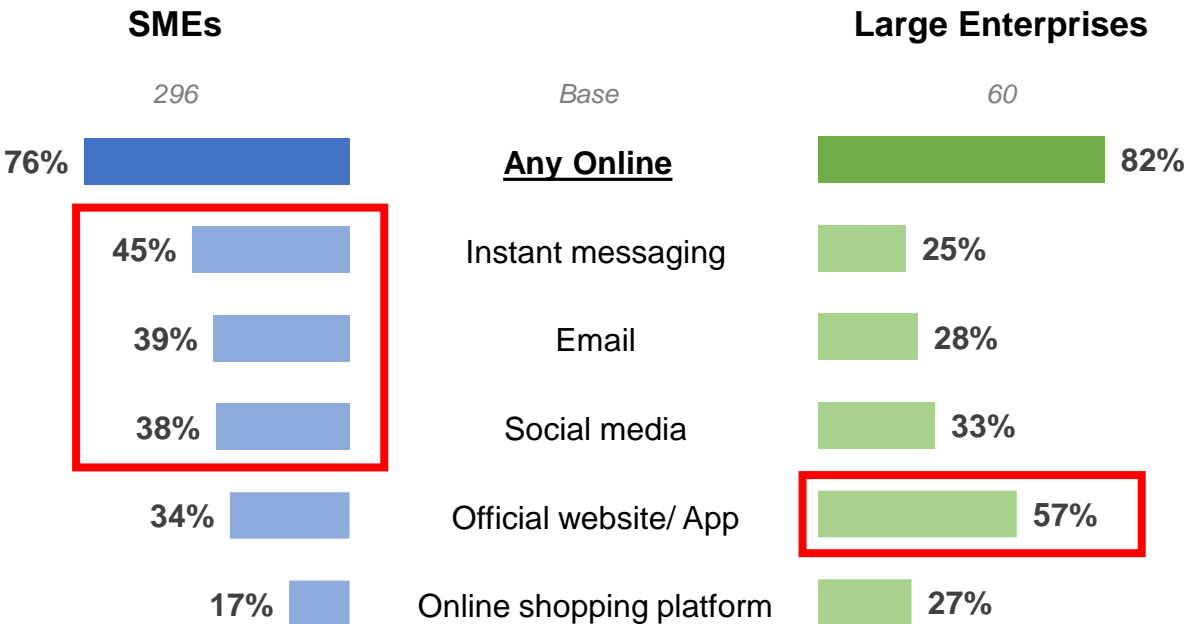 SMEs Large Enterprises
296 Base 60
76% Any Online 82%
45% Instant messaging 25%
39% Email 28%
38% Social media 33%
34% Official website/ App 57%
17% Online shopping platform 27%